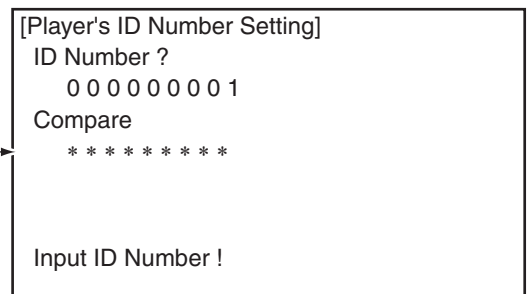 [Player's ID Number Setting]
ID Number ?
0 0 0 0 0 0 0 0 1
Compare
* * * * * * * * *
Input ID Number !